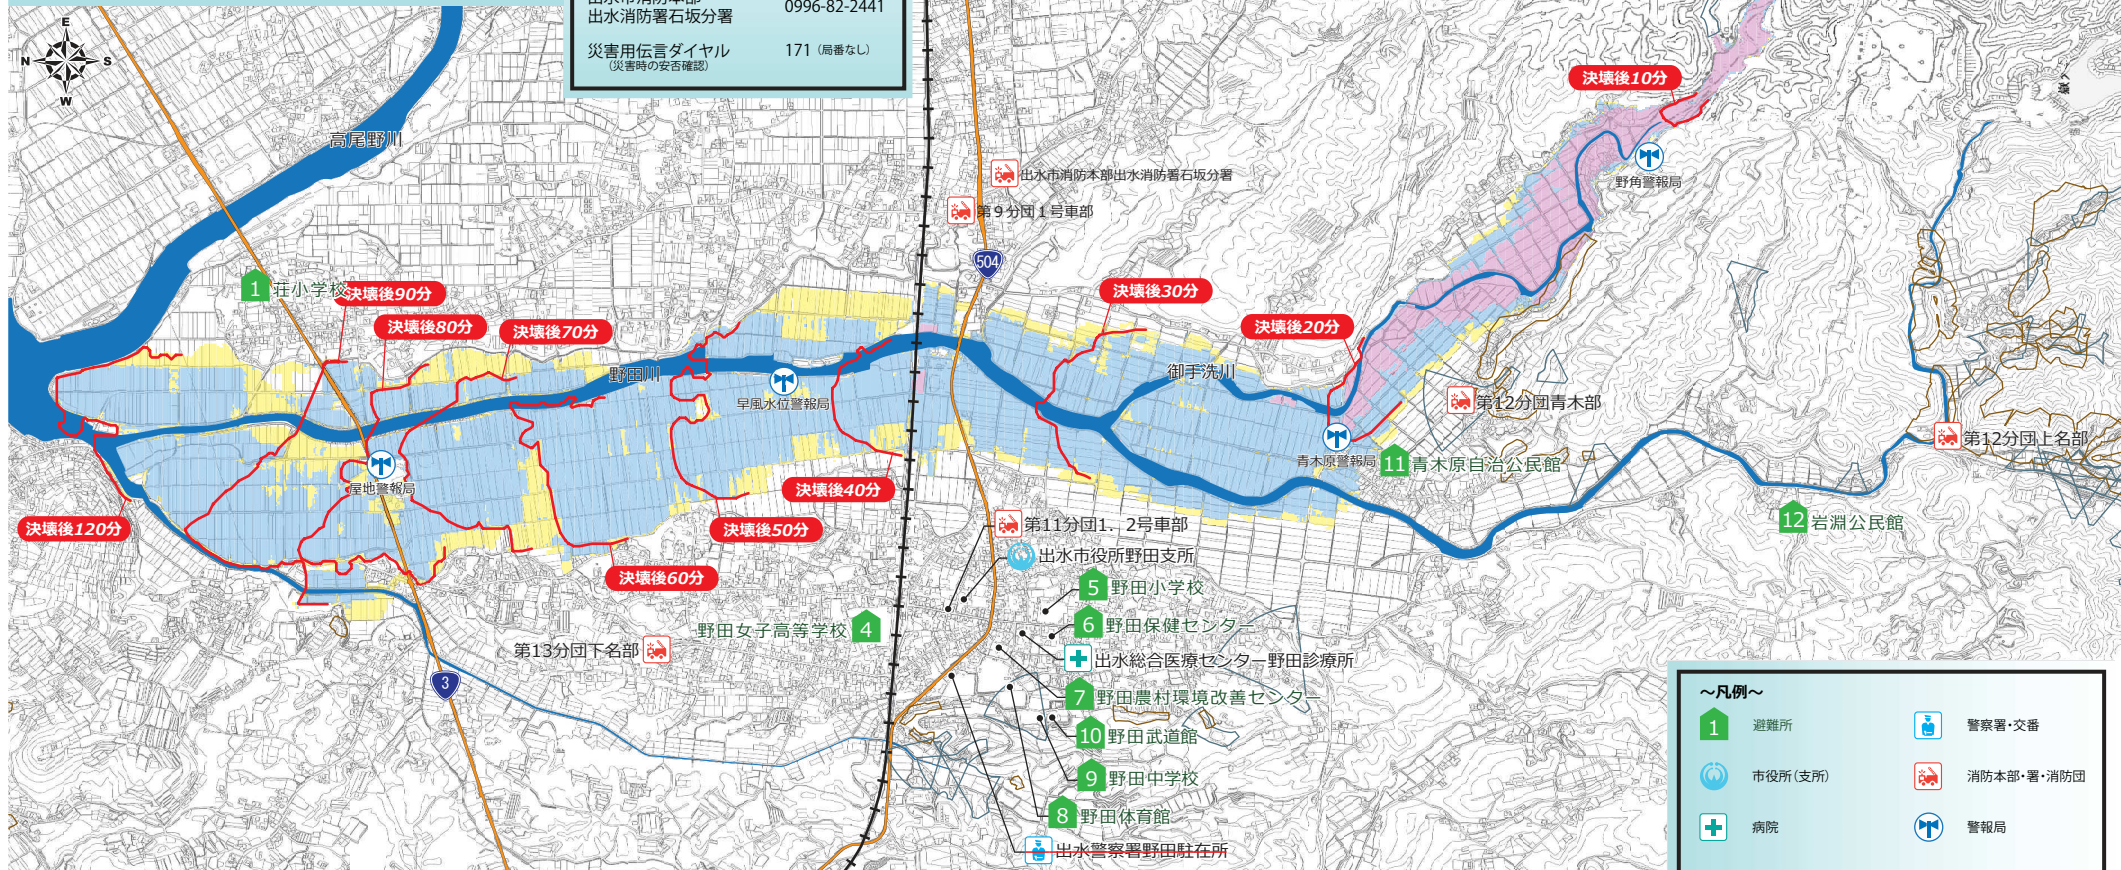 出水市消防本部
出水消防署石坂分署
0996-82-2441
災害用伝言ダイヤル
(災害時の安否確認)
171 (局番なし)
E
N
S
W
高尾野川
決壊後10分
野角警報局
出水市消防本部出水消防署石坂分署
第9分団1号車部
504
1 荘小学校
決壊後90分
決壊後80分
決壊後70分
決壊後30分
決壊後20分
野田川
早風水位警報局
御手洗川
第12分団青木部
青木原警報局
11 青木原自治公民館
第12分団上名部
12 岩淵公民館
屋地警報局
決壊後120分
決壊後40分
決壊後50分
決壊後60分
第11分団1．2号車部
出水市役所野田支所
5 野田小学校
野田女子高等学校 4
6 野田保健センター
第13分団下名部
出水総合医療センター野田診療所
3
7 野田農村環境改善センター
10 野田武道館
9 野田中学校
8 野田体育館
出水警察署野田駐在所
～凡例～
1 避難所
警察署・交番
市役所(支所)
消防本部・署・消防団
病院
警報局